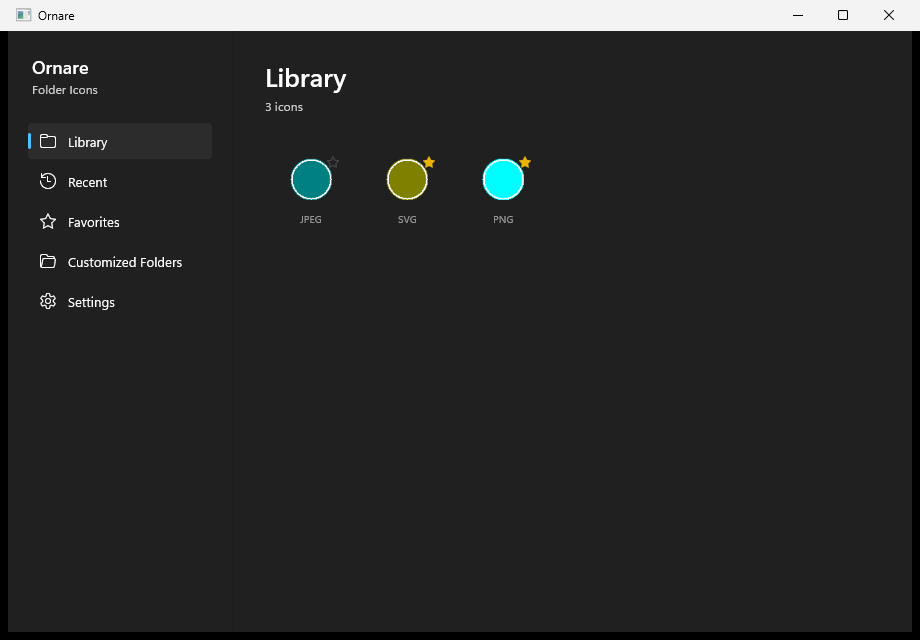 Ornare
Ornare
Folder Icons
Library
Recent
Favorites
Customized Folders
Settings
Library
3 icons
JPEG
SVG
PNG